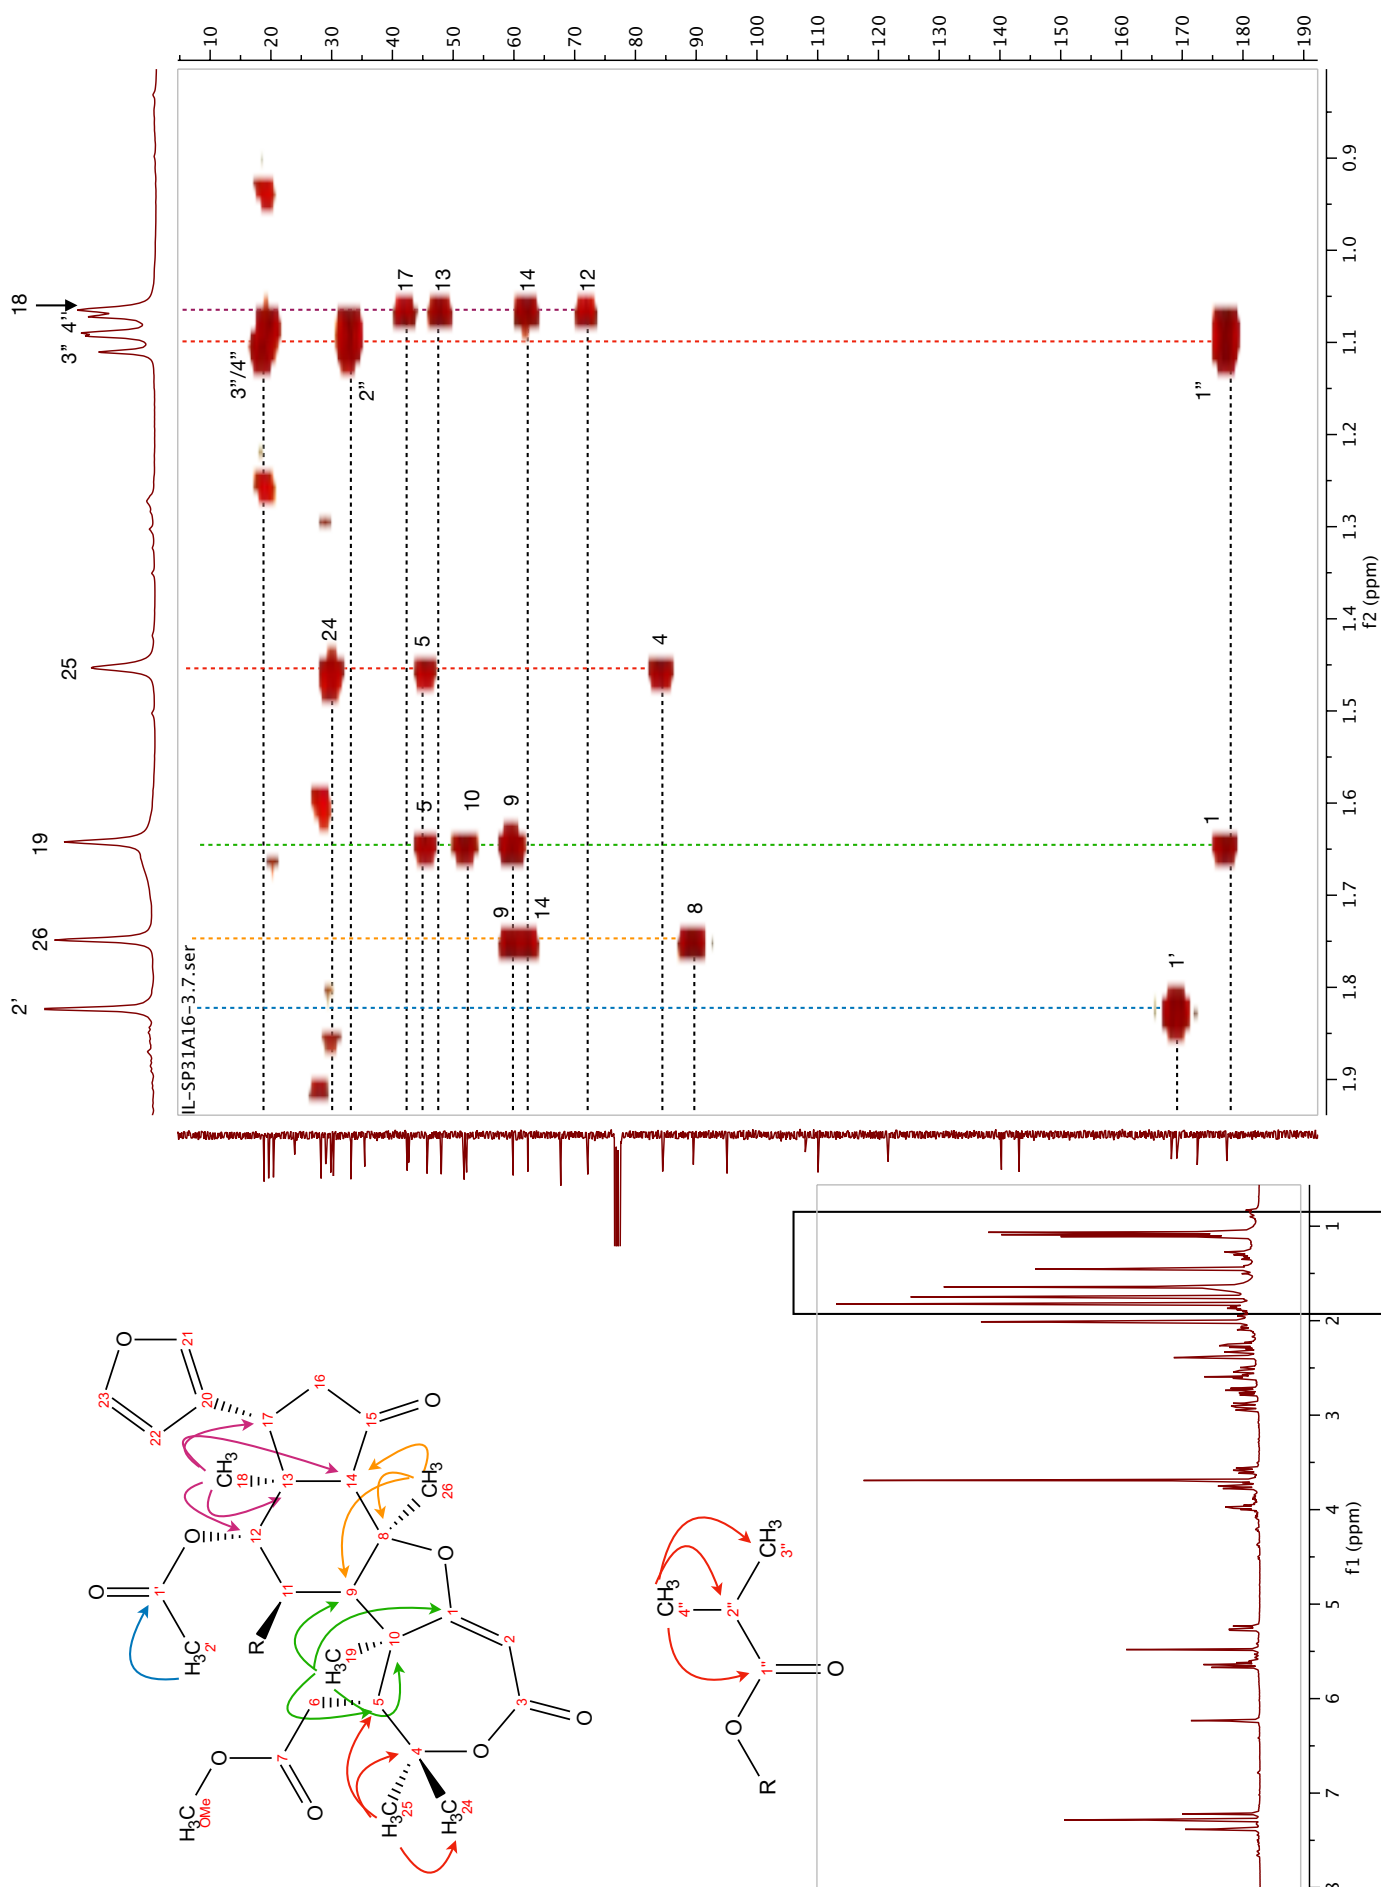 10 20 30 40 50 60 70 80 90 100 110 120 130 140 150 160 170 180 190
18
3” 4”
25
19
26
2’
IL-SP31A16-3.7.ser
3”/4”
2”
17
13
14
12
1”
24
5
4
5
10
9
1
9
14
8
1’
0.9
1.0
1.1
1.2
1.3
1.4
1.5
1.6
1.7
1.8
1.9
f2 (ppm)
O
21
23
20
22
17
16
15
O
CH3
18
13
14
CH3
26
O
12
8
O
1'
O
11
9
O
H3C
2'
R
10
1
H3C
19
2
6
5
3
O
O
7
4
O
O
H3C
OMe
H3C
25
H3C
24
CH3
3"
CH3
4"
2"
1"
O
O
R
1
2
3
4
5
6
7
8
f1 (ppm)